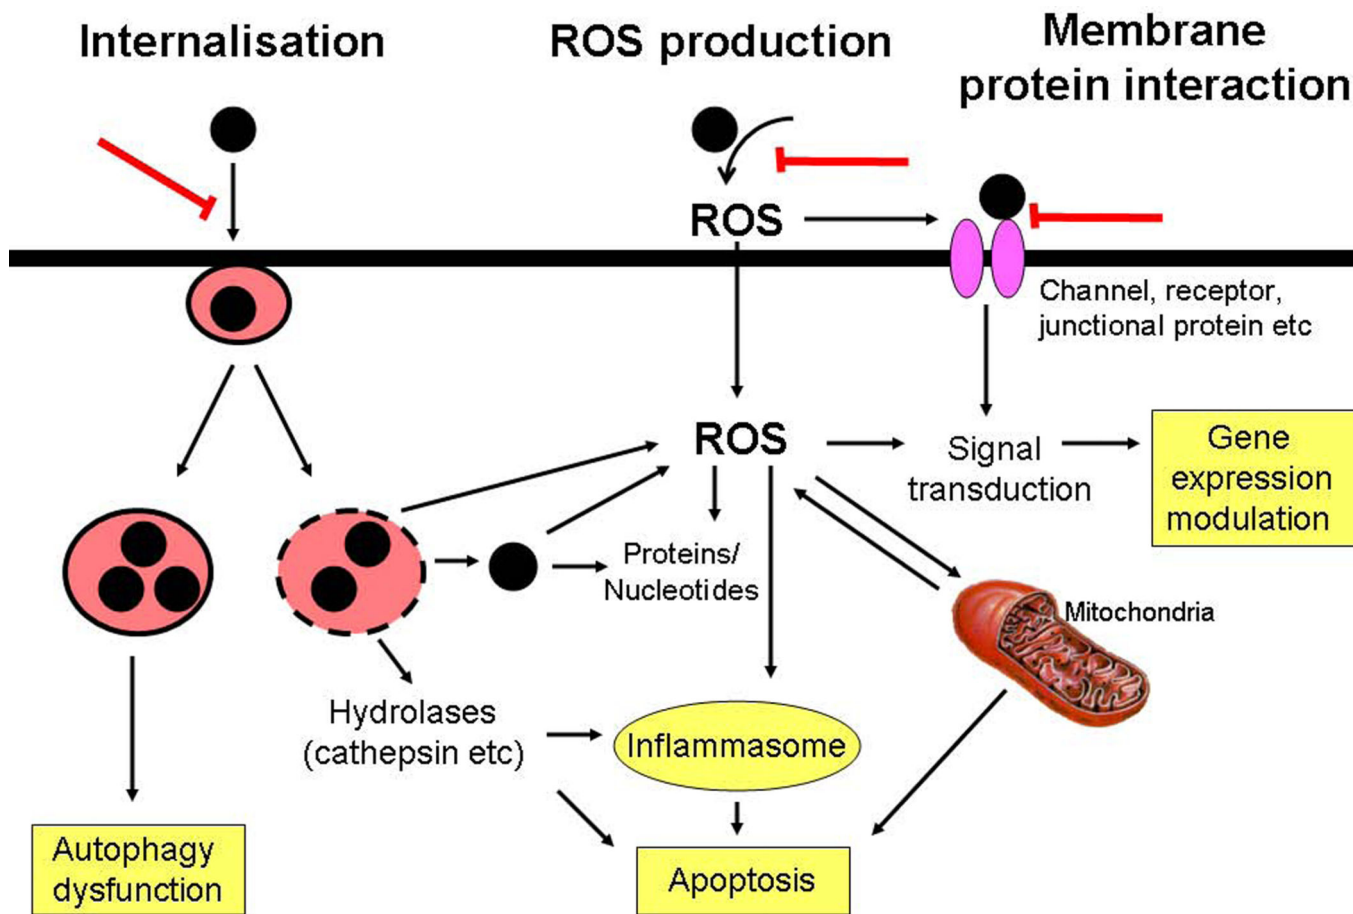 Internalisation
ROS production
Membrane
protein interaction
ROS
Channel, receptor,
junctional protein etc
ROS
Signal
transduction
Gene
expression
modulation
Proteins/
Nucleotides
Mitochondria
Hydrolases
(cathepsin etc)
Inflammasome
Autophagy
dysfunction
Apoptosis